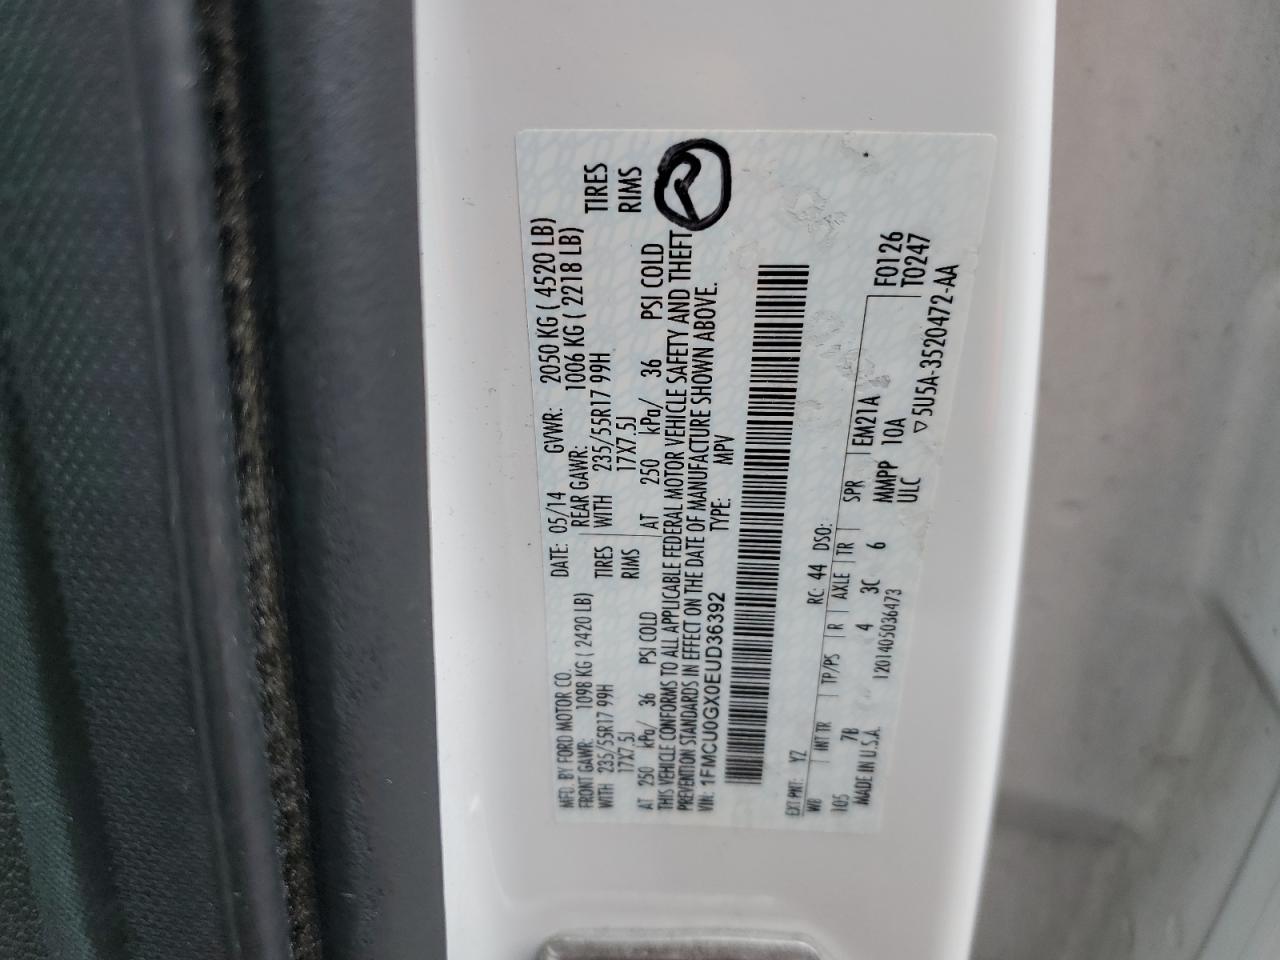 MFD. BY FORD MOTOR CO.
DATE: 05/14 GVWR: 2050 KG ( 4520 LB)
FRONT GAWR: 1098 KG ( 2420 LB)
REAR GAWR: 1006 KG ( 2218 LB)
WITH 235/55R17 99H TIRES
WITH 235/55R17 99H TIRES
17X7.5J RIMS
17X7.5J RIMS
AT 250 kPa/ 36 PSI COLD
AT 250 kPa/ 36 PSI COLD
THIS VEHICLE CONFORMS TO ALL APPLICABLE FEDERAL MOTOR VEHICLE SAFETY AND THEFT
PREVENTION STANDARDS IN EFFECT ON THE DATE OF MANUFACTURE SHOWN ABOVE.
VIN: 1FMCU0GX0EUD36392 TYPE: MPV
EXT PNT: YZ RC: 44 DSO: F0126
WB INT TR TP/PS R AXLE TR SPR EM21A T0247
105 7B 4 3C 6 MMPP 10A
MADE IN U.S.A. 1201405036473 ULC ▽5U5A-3520472-AA